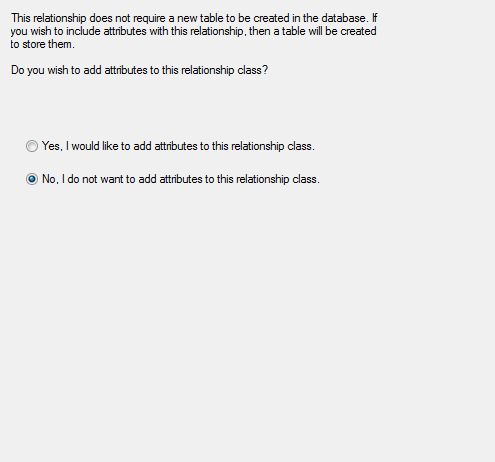 This relationship does not require a new table to be created in the database. If
you wish to include attributes with this relationship, then a table will be created
to store them.
Do you wish to add attributes to this relationship class?
Yes, I would like to add attributes to this relationship class.
No, I do not want to add attributes to this relationship class.